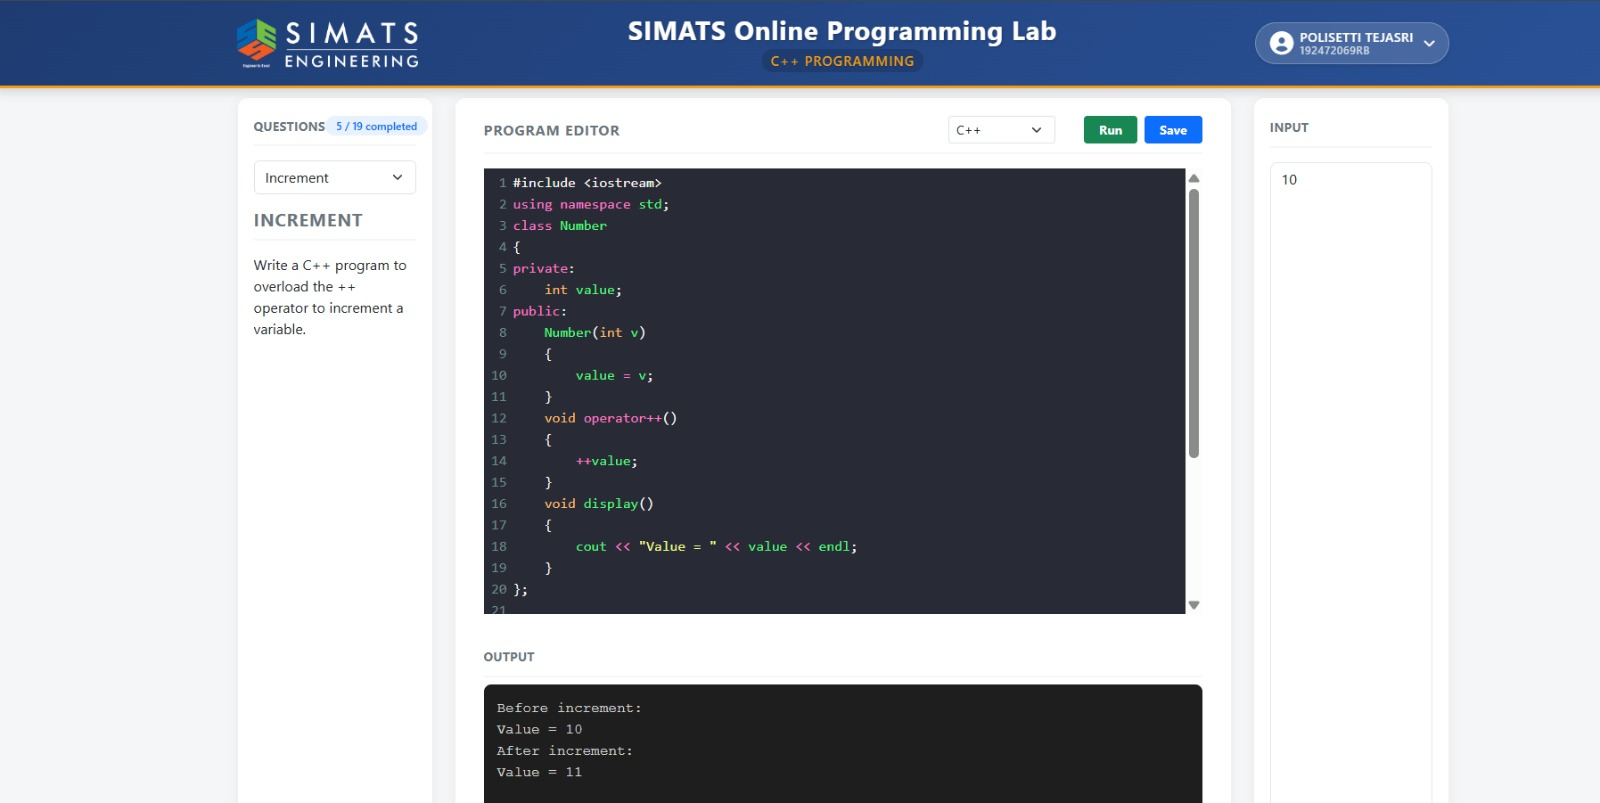 SIMATS
ENGINEERING
Engineer to Excel
SIMATS Online Programming Lab
C++ PROGRAMMING
POLISETTI TEJASRI
192472069RB
QUESTIONS 5 / 19 completed
Increment
INCREMENT
Write a C++ program to
overload the ++
operator to increment a
variable.
PROGRAM EDITOR
C++
Run
Save
1 #include <iostream>
2 using namespace std;
3 class Number
4 {
5 private:
6     int value;
7 public:
8     Number(int v)
9     {
10         value = v;
11     }
12     void operator++()
13     {
14         ++value;
15     }
16     void display()
17     {
18         cout << "Value = " << value << endl;
19     }
20 };
21
OUTPUT
Before increment:
Value = 10
After increment:
Value = 11
INPUT
10